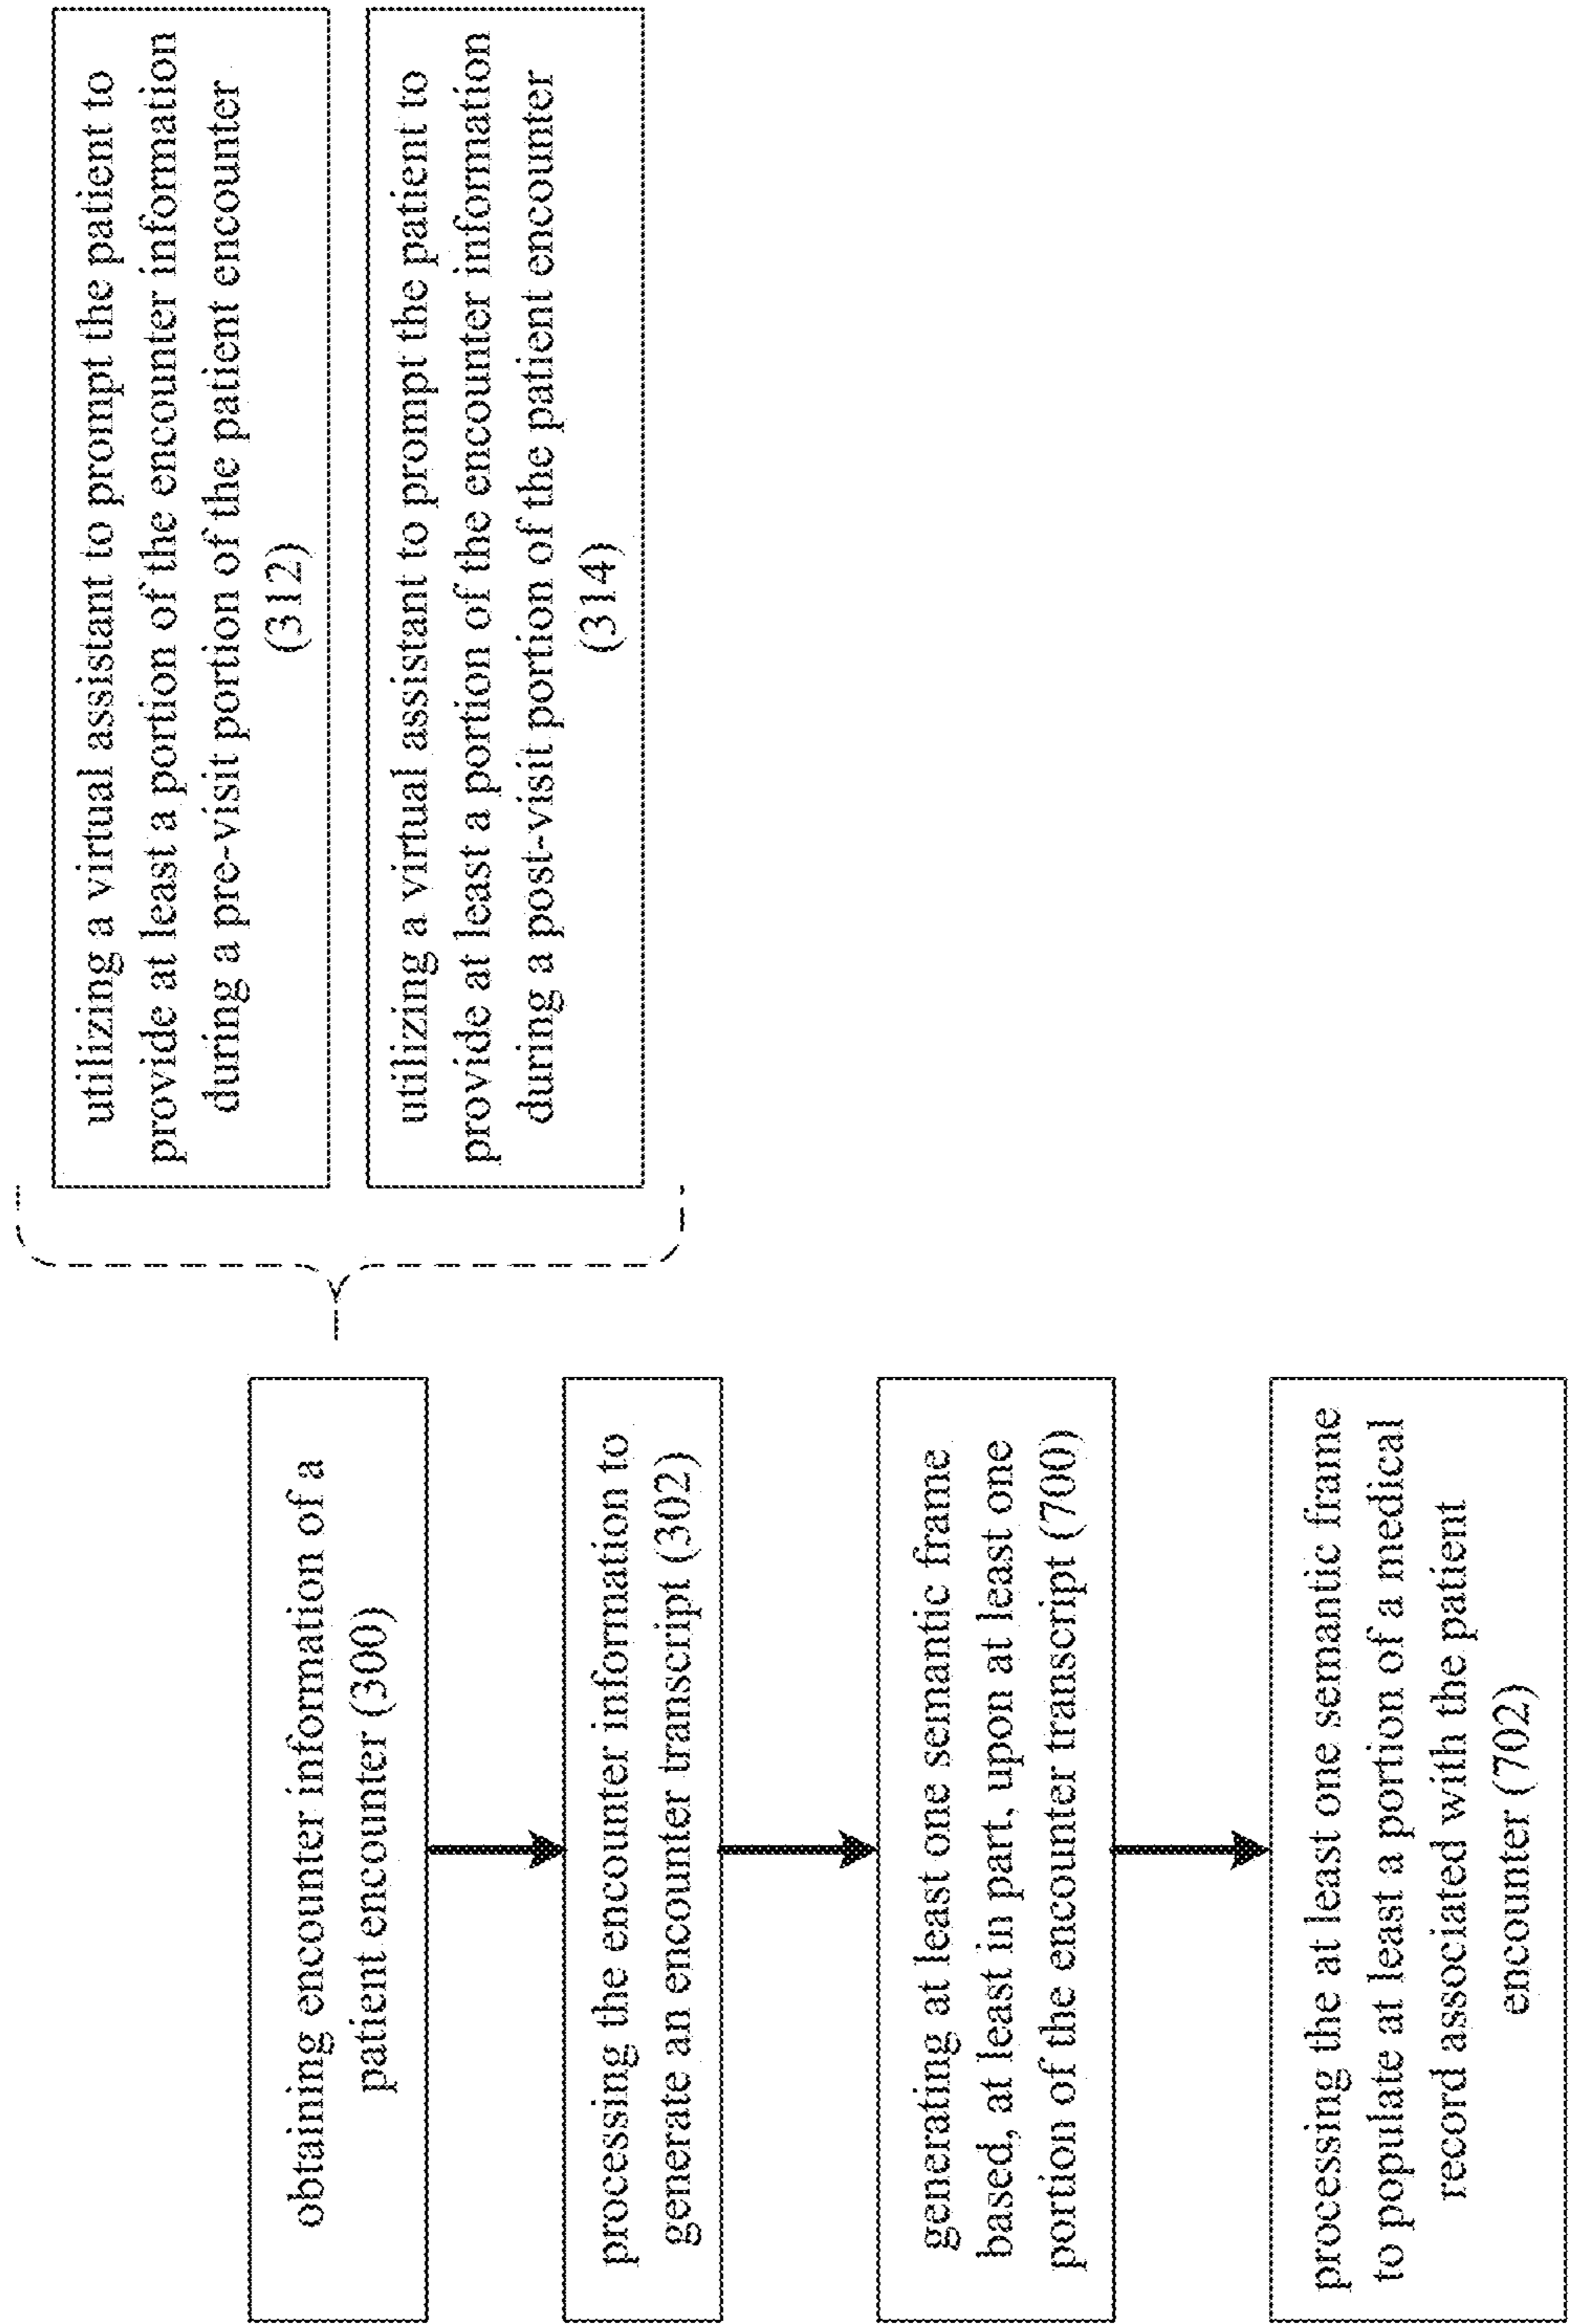 obtaining encounter information of a
patient encounter (300)
utilizing a virtual assistant to prompt the patient to
provide at least a portion of the encounter information
during a pre-visit portion of the patient encounter
(312)
utilizing a virtual assistant to prompt the patient to
provide at least a portion of the encounter information
during a post-visit portion of the patient encounter
(314)
processing the encounter information to
generate an encounter transcript (302)
generating at least one semantic frame
based, at least in part, upon at least one
portion of the encounter transcript (700)
processing the at least one semantic frame
to populate at least a portion of a medical
record associated with the patient
encounter (702)